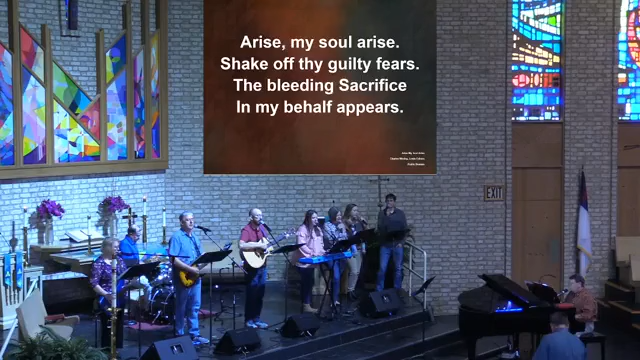 Arise, my soul arise.
Shake off thy guilty fears.
The bleeding Sacrifice
In my behalf appears.
EXIT